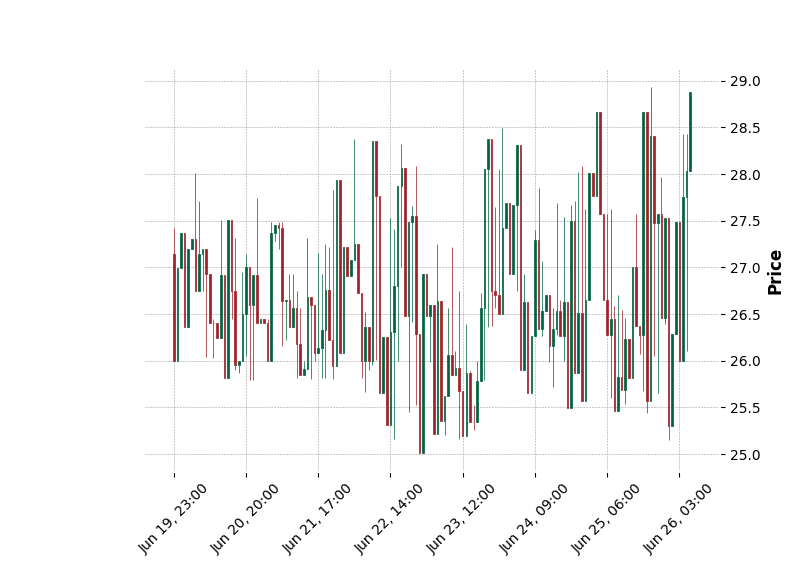 29.0
28.5
28.0
27.5
27.0
26.5
26.0
25.5
25.0
Price
Jun 19, 23:00
Jun 20, 20:00
Jun 21, 17:00
Jun 22, 14:00
Jun 23, 12:00
Jun 24, 09:00
Jun 25, 06:00
Jun 26, 03:00